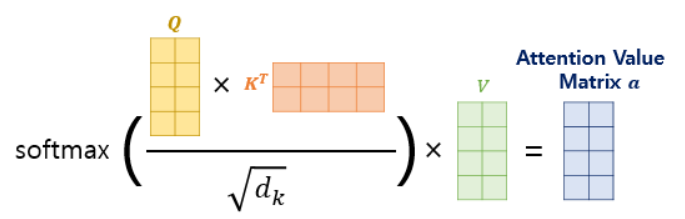 Q
Attention Value
Matrix a
× K^T
V
softmax ( ) × =
√d_k